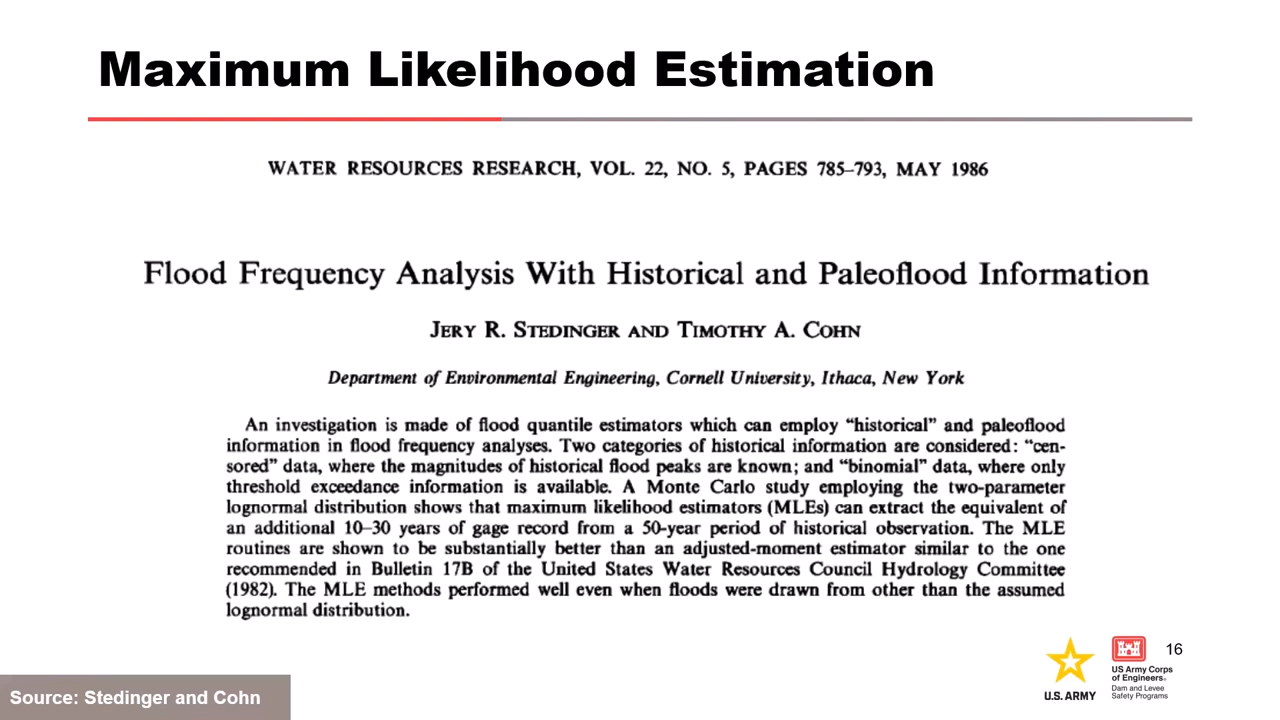 Maximum Likelihood Estimation
WATER RESOURCES RESEARCH, VOL. 22, NO. 5, PAGES 785–793, MAY 1986
Flood Frequency Analysis With Historical and Paleoflood Information
JERY R. STEDINGER AND TIMOTHY A. COHN
Department of Environmental Engineering, Cornell University, Ithaca, New York
An investigation is made of flood quantile estimators which can employ “historical” and paleoflood
information in flood frequency analyses. Two categories of historical information are considered: “cen-
sored” data, where the magnitudes of historical flood peaks are known; and “binomial” data, where only
threshold exceedance information is available. A Monte Carlo study employing the two-parameter
lognormal distribution shows that maximum likelihood estimators (MLEs) can extract the equivalent of
an additional 10–30 years of gage record from a 50-year period of historical observation. The MLE
routines are shown to be substantially better than an adjusted-moment estimator similar to the one
recommended in Bulletin 17B of the United States Water Resources Council Hydrology Committee
(1982). The MLE methods performed well even when floods were drawn from other than the assumed
lognormal distribution.
16
U.S. ARMY
US Army Corps
of Engineers®
Dam and Levee
Safety Programs
Source: Stedinger and Cohn